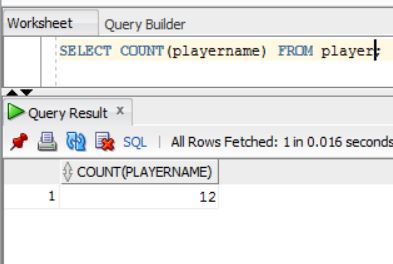 Worksheet Query Builder
SELECT COUNT(playername) FROM player;
Query Result x
SQL | All Rows Fetched: 1 in 0.016 seconds
COUNT(PLAYERNAME)
1 12